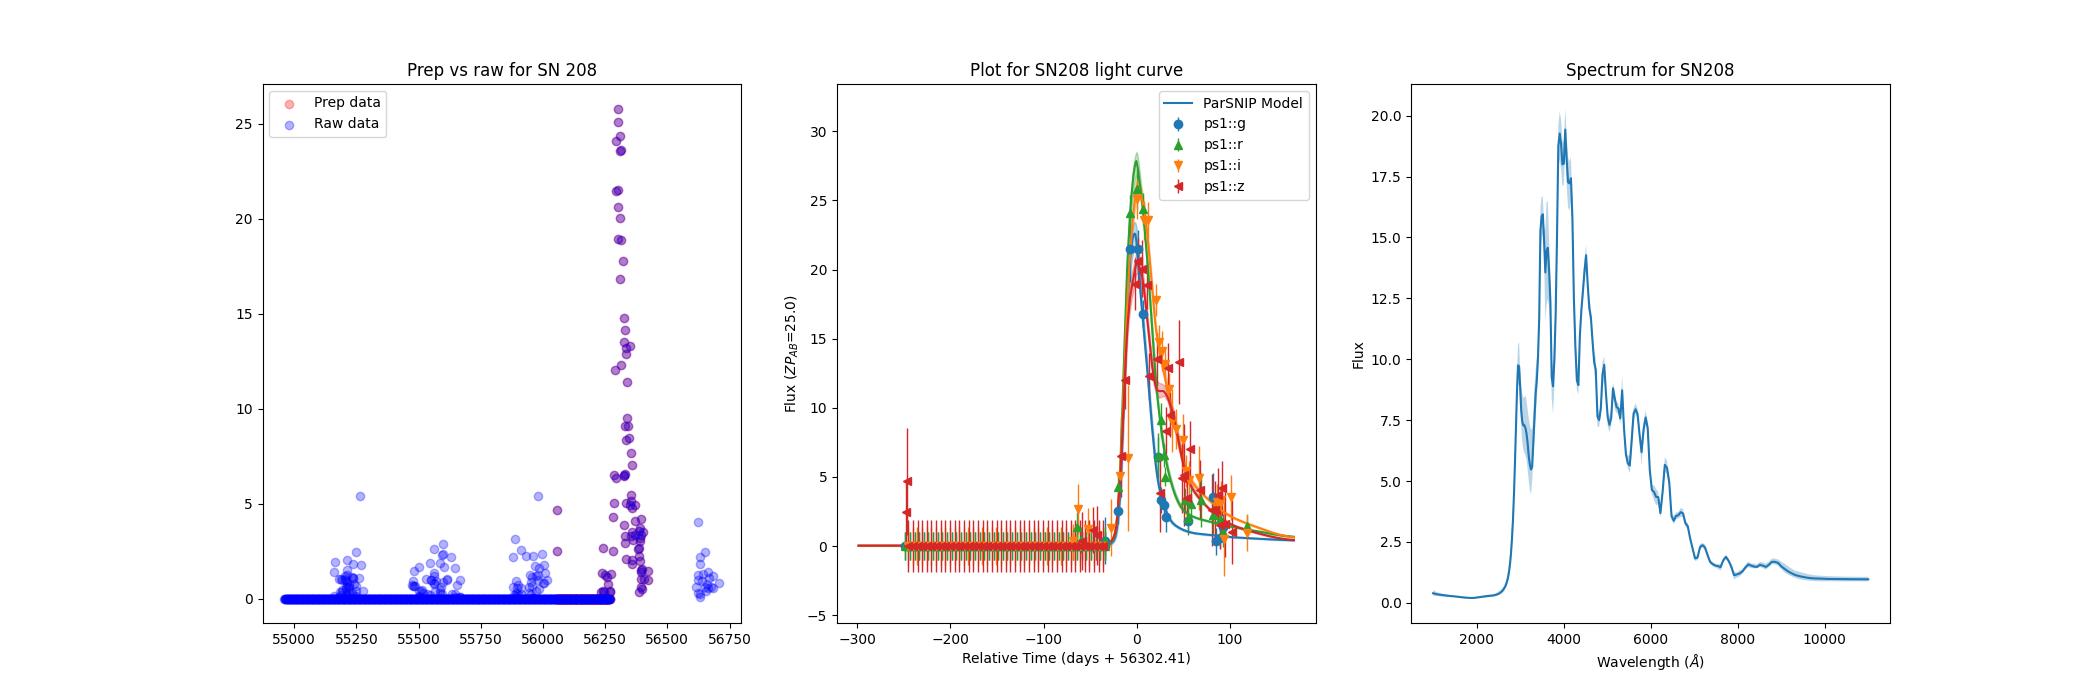 Prep vs raw for SN 208
Prep data
Raw data
25
20
15
10
5
0
55000 55250 55500 55750 56000 56250 56500 56750
Plot for SN208 light curve
ParSNIP Model
ps1::g
ps1::r
ps1::i
ps1::z
Flux (ZP_AB=25.0)
30
25
20
15
10
5
0
−5
−300 −200 −100 0 100
Relative Time (days + 56302.41)
Spectrum for SN208
Flux
20.0
17.5
15.0
12.5
10.0
7.5
5.0
2.5
0.0
2000 4000 6000 8000 10000
Wavelength (Å)